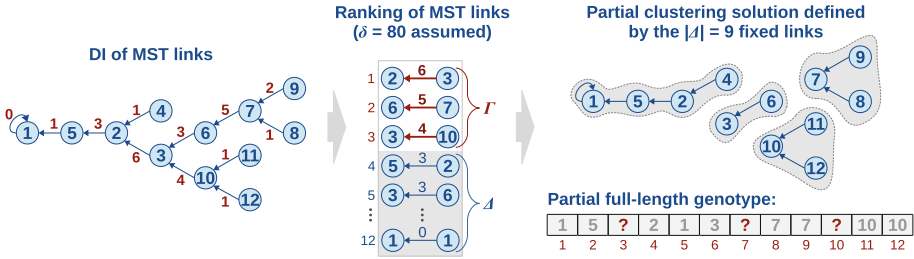 DI of MST links
0
1
1
5
3
2
1
4
6
3
3
6
5
7
2
9
1
8
4
10
1
11
1
12
Ranking of MST links
(δ = 80 assumed)
1 2 6 3
2 6 5 7
3 3 4 10
Γ
4 5 3 2
5 3 3 6
⋮ ⋮
12 1 0 1
Δ
Partial clustering solution defined
by the |Δ| = 9 fixed links
1
5
2
4
3
6
7
9
8
10
11
12
Partial full-length genotype:
1 5 ? 2 1 3 ? 7 7 ? 10 10
1 2 3 4 5 6 7 8 9 10 11 12